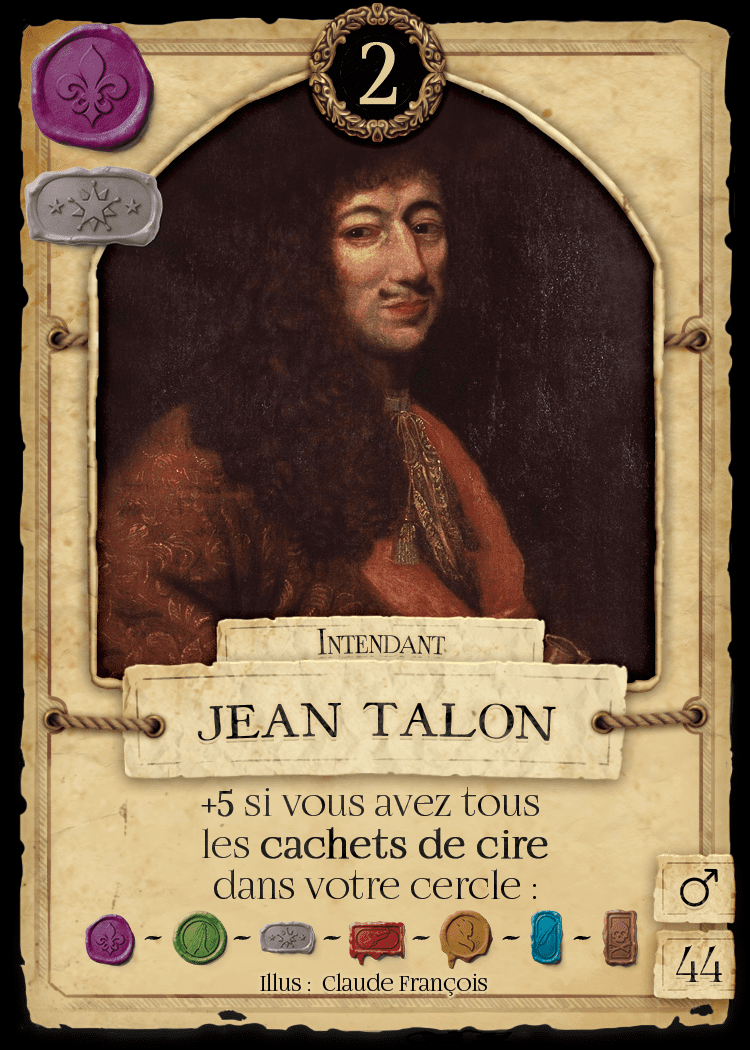 2
INTENDANT
JEAN TALON
+5 si vous avez tous
les cachets de cire
dans votre cercle :
~ ~ ~ ~ ~ ~
♂
Illus : Claude François
44